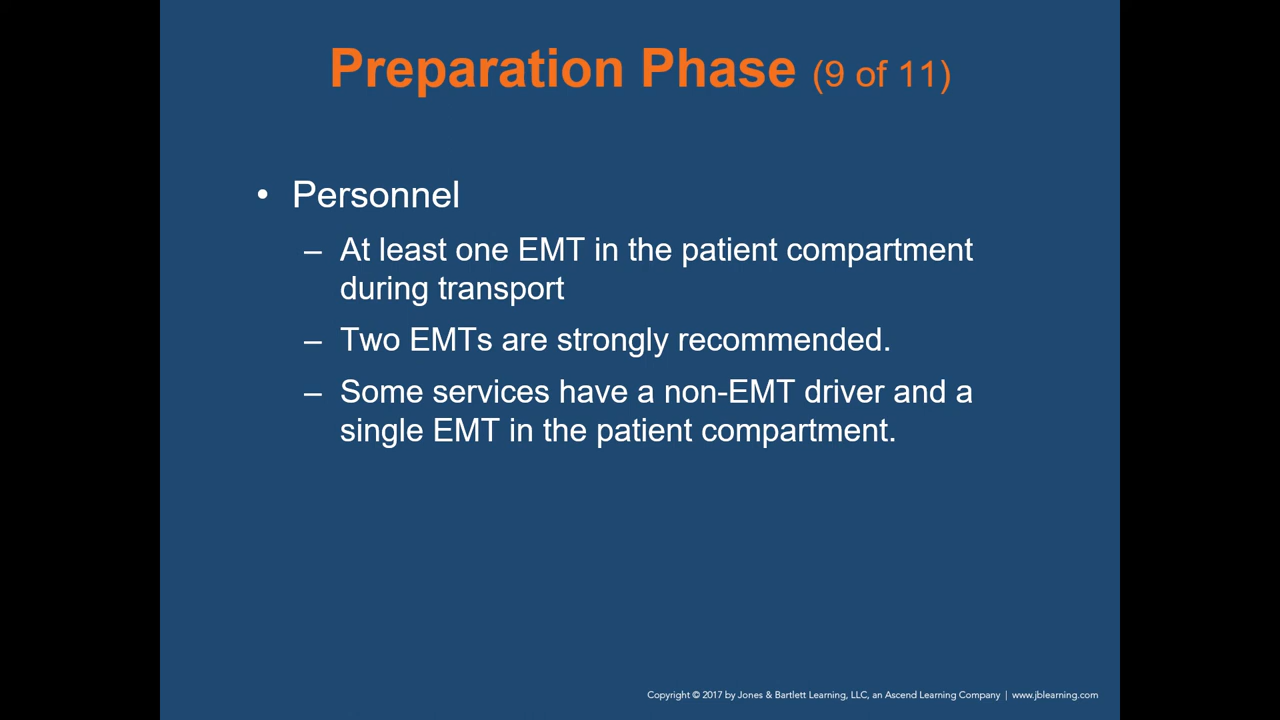 Preparation Phase (9 of 11)
• Personnel
– At least one EMT in the patient compartment
during transport
– Two EMTs are strongly recommended.
– Some services have a non-EMT driver and a
single EMT in the patient compartment.
Copyright © 2017 by Jones & Bartlett Learning, LLC, an Ascend Learning Company | www.jblearning.com